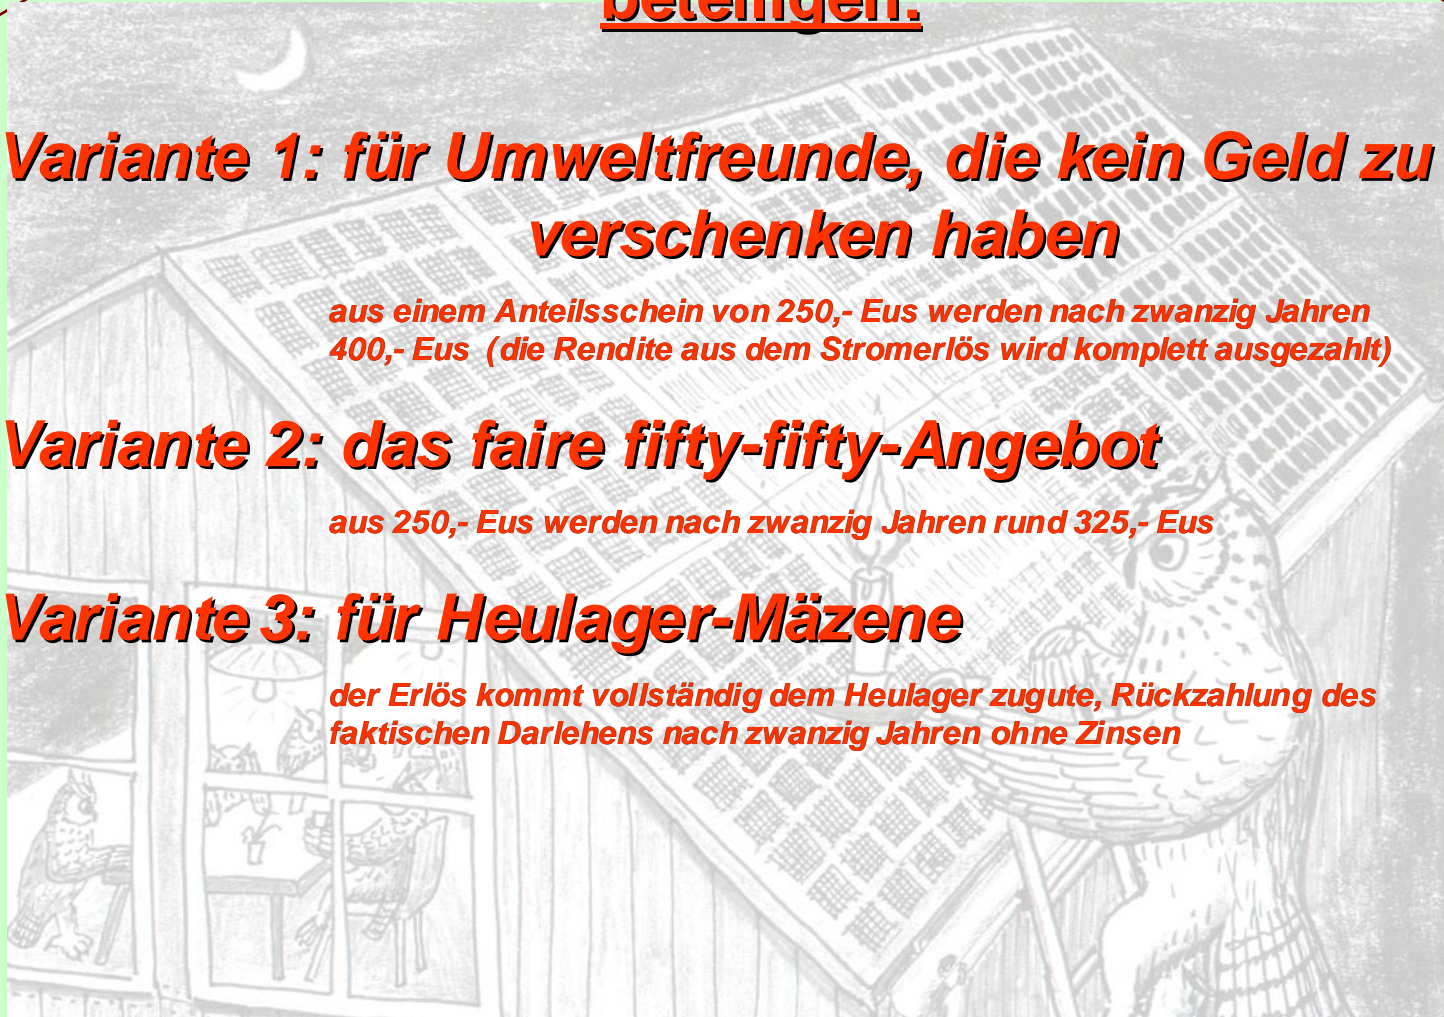 beteiligen:
Variante 1: für Umweltfreunde, die kein Geld zu
verschenken haben
aus einem Anteilsschein von 250,- Eus werden nach zwanzig Jahren
400,- Eus (die Rendite aus dem Stromerlös wird komplett ausgezahlt)
Variante 2: das faire fifty-fifty-Angebot
aus 250,- Eus werden nach zwanzig Jahren rund 325,- Eus
Variante 3: für Heulager-Mäzene
der Erlös kommt vollständig dem Heulager zugute, Rückzahlung des
faktischen Darlehens nach zwanzig Jahren ohne Zinsen